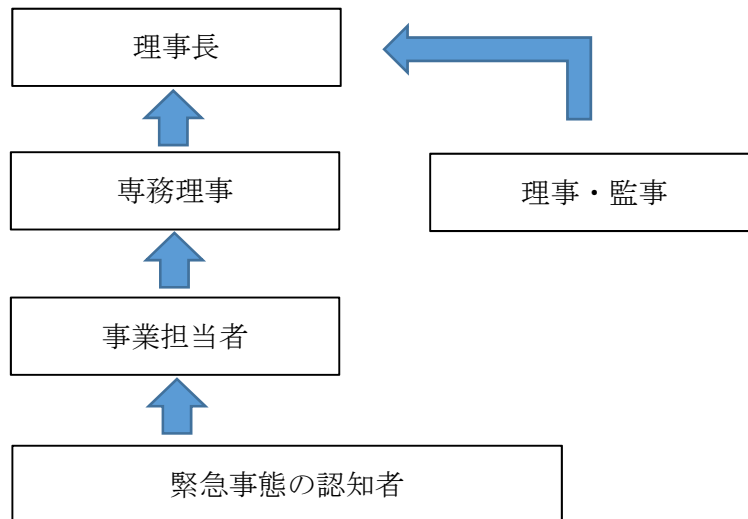 理事長
専務理事
理事・監事
事業担当者
緊急事態の認知者